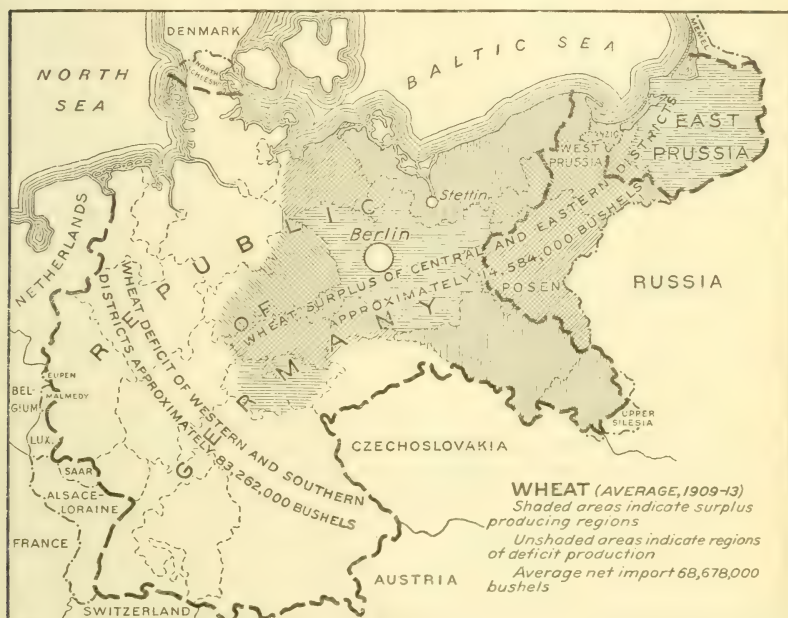 DENMARK
NORTH
SEA
NORTH
BALTIC SEA
MEMEL
EAST
PRUSSIA
WEST
PRUSSIA
Stettin
Berlin
NETHERLANDS
REPUBLIC
OF
GERMANY
WHEAT SURPLUS OF CENTRAL AND EASTERN DISTRICTS
APPROXIMATELY 14,584,000 BUSHELS
POSEN
RUSSIA
WHEAT DEFICIT OF WESTERN AND SOUTHERN
DISTRICTS APPROXIMATELY 83,262,000 BUSHELS
EUPEN
MALMEDY
BEL-
GIUM
LUX.
SAAR
ALSACE-
LORAINE
FRANCE
SWITZERLAND
UPPER
SILESIA
CZECHOSLOVAKIA
AUSTRIA
WHEAT (AVERAGE, 1909-13)
Shaded areas indicate surplus
producing regions
Unshaded areas indicate regions
of deficit production
Average net import 68,678,000
bushels